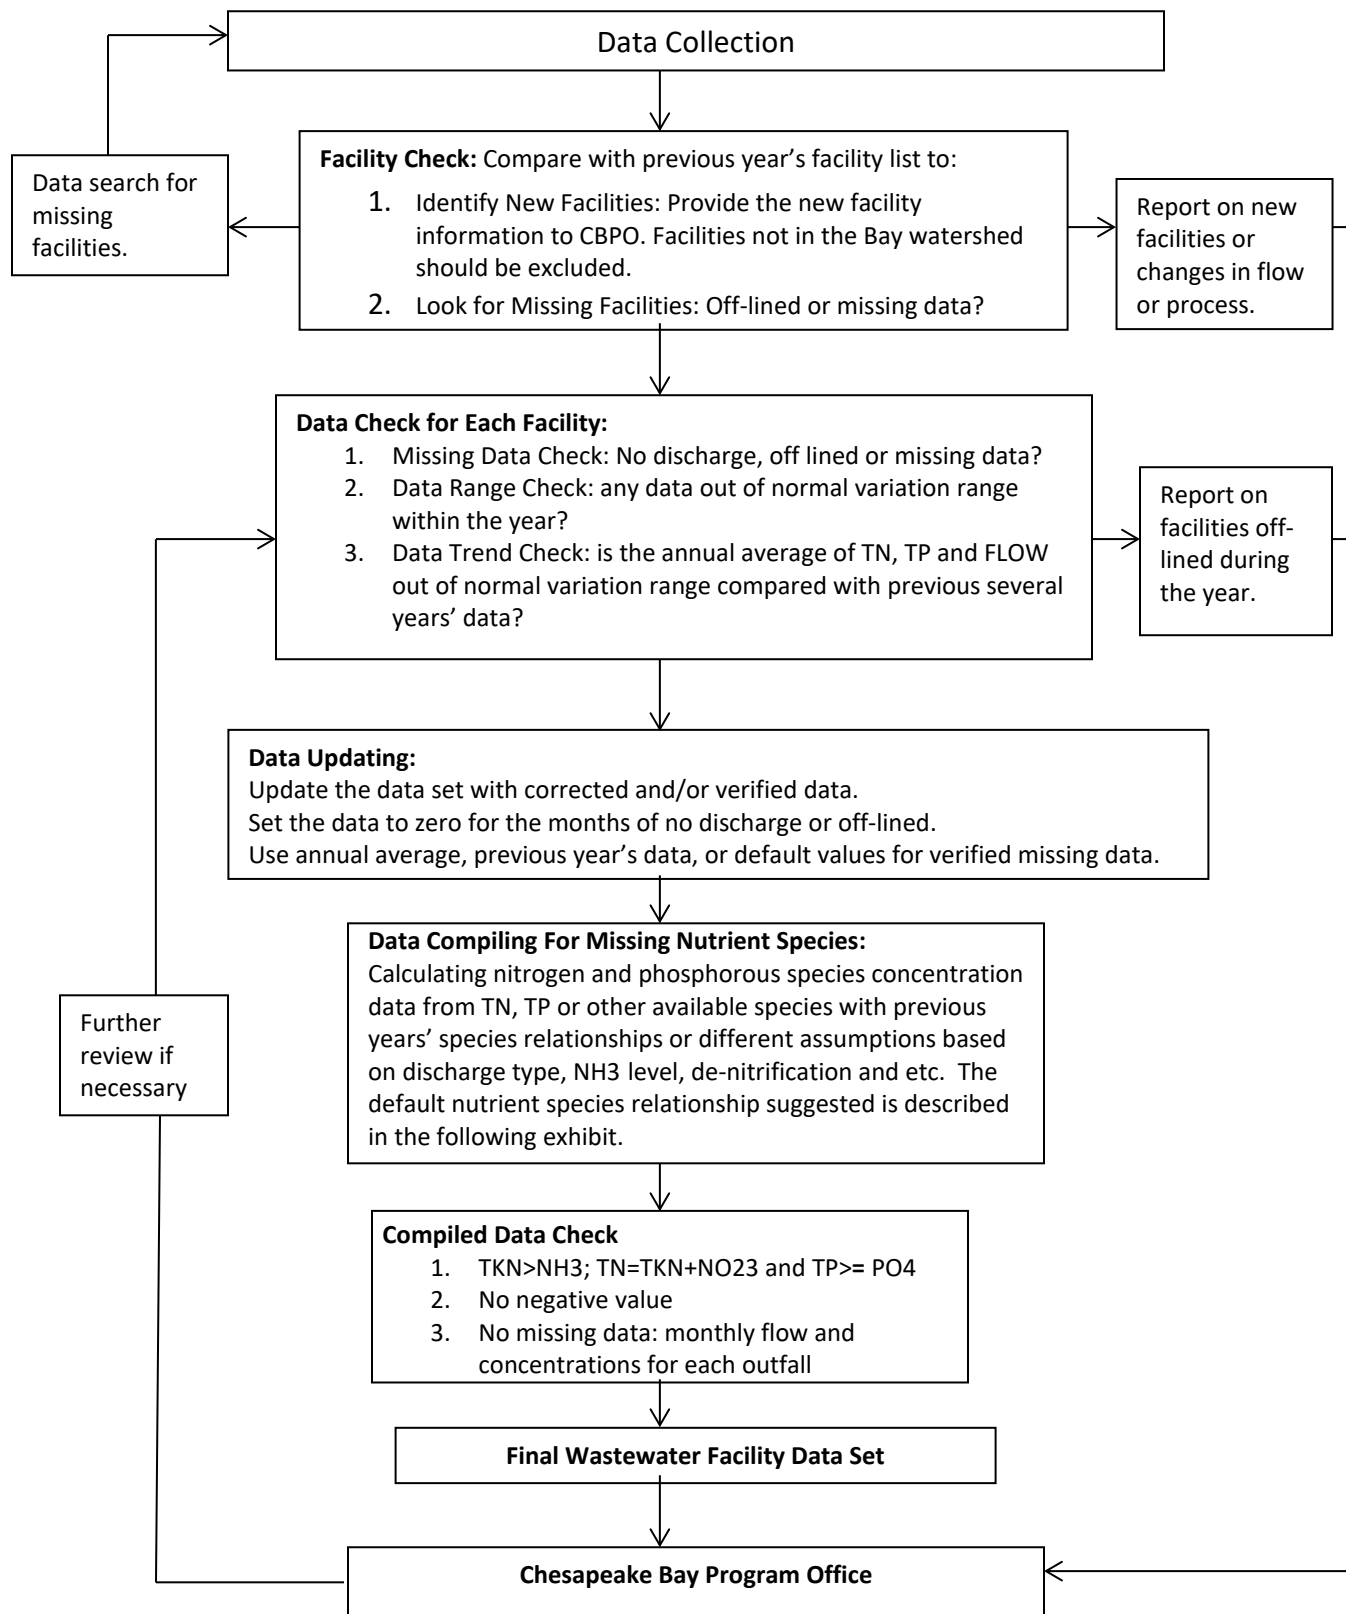 Data Collection
Facility Check: Compare with previous year’s facility list to:
1. Identify New Facilities: Provide the new facility
information to CBPO. Facilities not in the Bay watershed
should be excluded.
2. Look for Missing Facilities: Off-lined or missing data?
Data search for
missing
facilities.
Report on new
facilities or
changes in flow
or process.
Data Check for Each Facility:
1. Missing Data Check: No discharge, off lined or missing data?
2. Data Range Check: any data out of normal variation range
within the year?
3. Data Trend Check: is the annual average of TN, TP and FLOW
out of normal variation range compared with previous several
years’ data?
Report on
facilities off-
lined during
the year.
Data Updating:
Update the data set with corrected and/or verified data.
Set the data to zero for the months of no discharge or off-lined.
Use annual average, previous year’s data, or default values for verified missing data.
Data Compiling For Missing Nutrient Species:
Calculating nitrogen and phosphorous species concentration
data from TN, TP or other available species with previous
years’ species relationships or different assumptions based
on discharge type, NH3 level, de-nitrification and etc.  The
default nutrient species relationship suggested is described
in the following exhibit.
Further
review if
necessary
Compiled Data Check
1. TKN>NH3; TN=TKN+NO23 and TP>= PO4
2. No negative value
3. No missing data: monthly flow and
concentrations for each outfall
Final Wastewater Facility Data Set
Chesapeake Bay Program Office